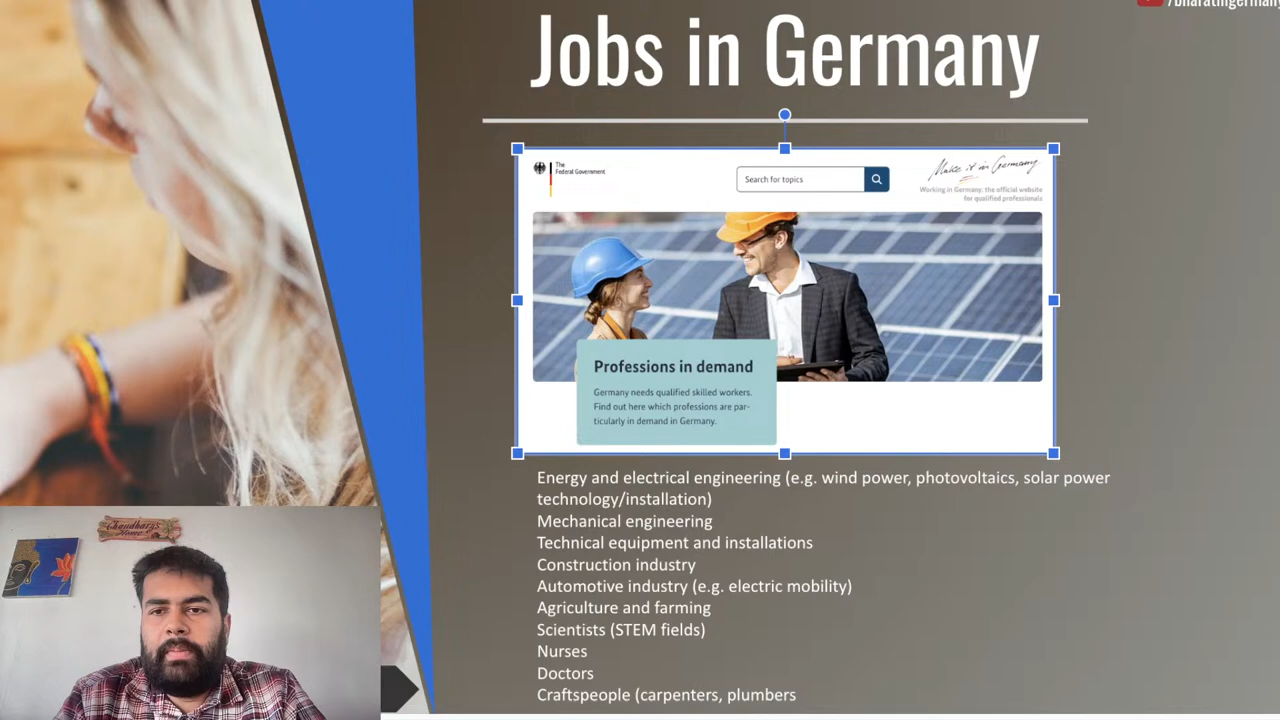 /bharatingermany
Jobs in Germany
The
Federal Government
Search for topics
Make it in Germany
Working in Germany: the official website
for qualified professionals
Professions in demand
Germany needs qualified skilled workers.
Find out here which professions are par-
ticularly in demand in Germany.
Energy and electrical engineering (e.g. wind power, photovoltaics, solar power
technology/installation)
Mechanical engineering
Technical equipment and installations
Construction industry
Automotive industry (e.g. electric mobility)
Agriculture and farming
Scientists (STEM fields)
Nurses
Doctors
Craftspeople (carpenters, plumbers
Chaudhary's
Home